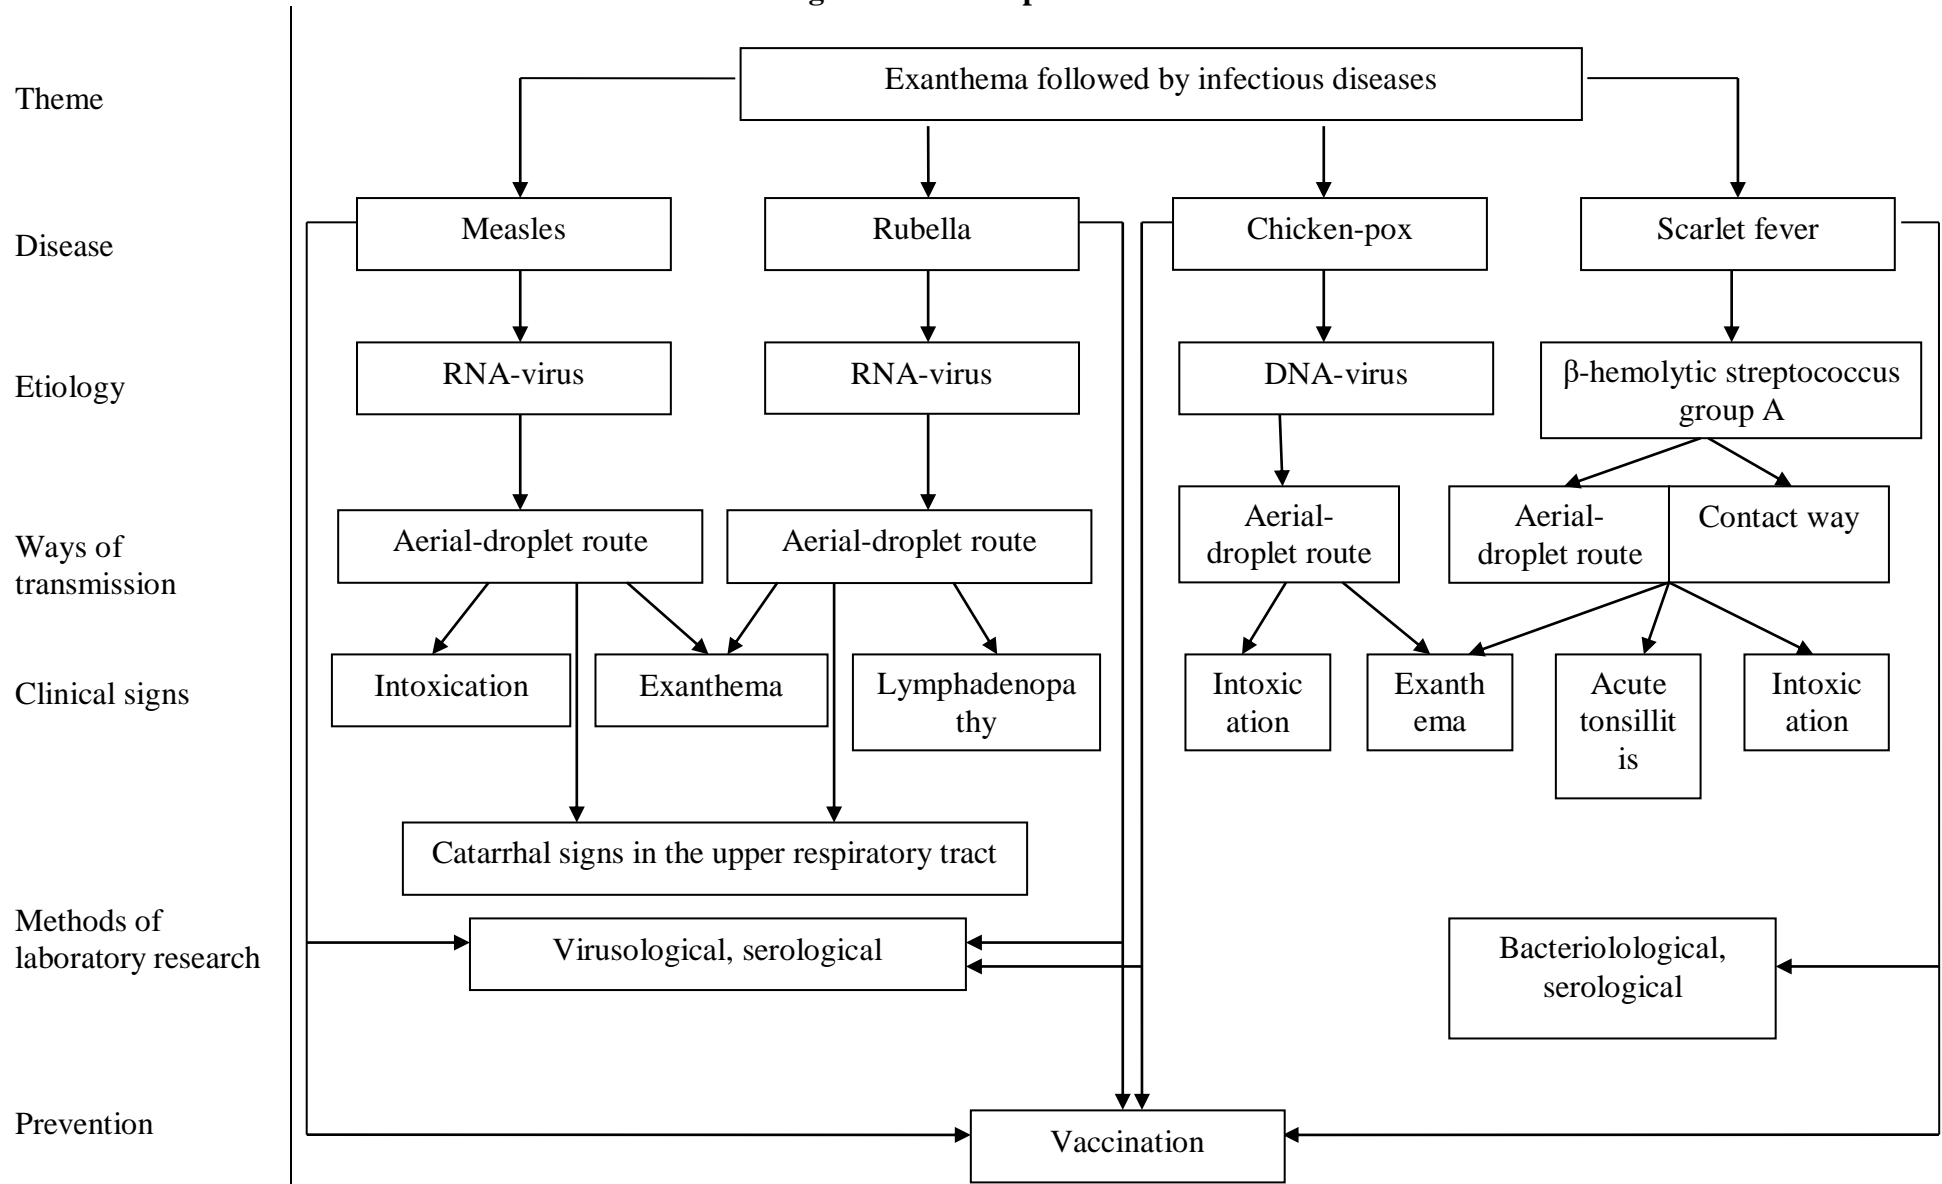 Theme
Exanthema followed by infectious diseases
Disease
Measles
Rubella
Chicken-pox
Scarlet fever
Etiology
RNA-virus
RNA-virus
DNA-virus
β-hemolytic streptococcus
group A
Ways of
transmission
Aerial-droplet route
Aerial-droplet route
Aerial-
droplet route
Aerial-
droplet route
Contact way
Clinical signs
Intoxication
Exanthema
Lymphadenopa
thy
Intoxic
ation
Exanth
ema
Acute
tonsillit
is
Intoxic
ation
Catarrhal signs in the upper respiratory tract
Methods of
laboratory research
Virusological, serological
Bacteriolological,
serological
Prevention
Vaccination